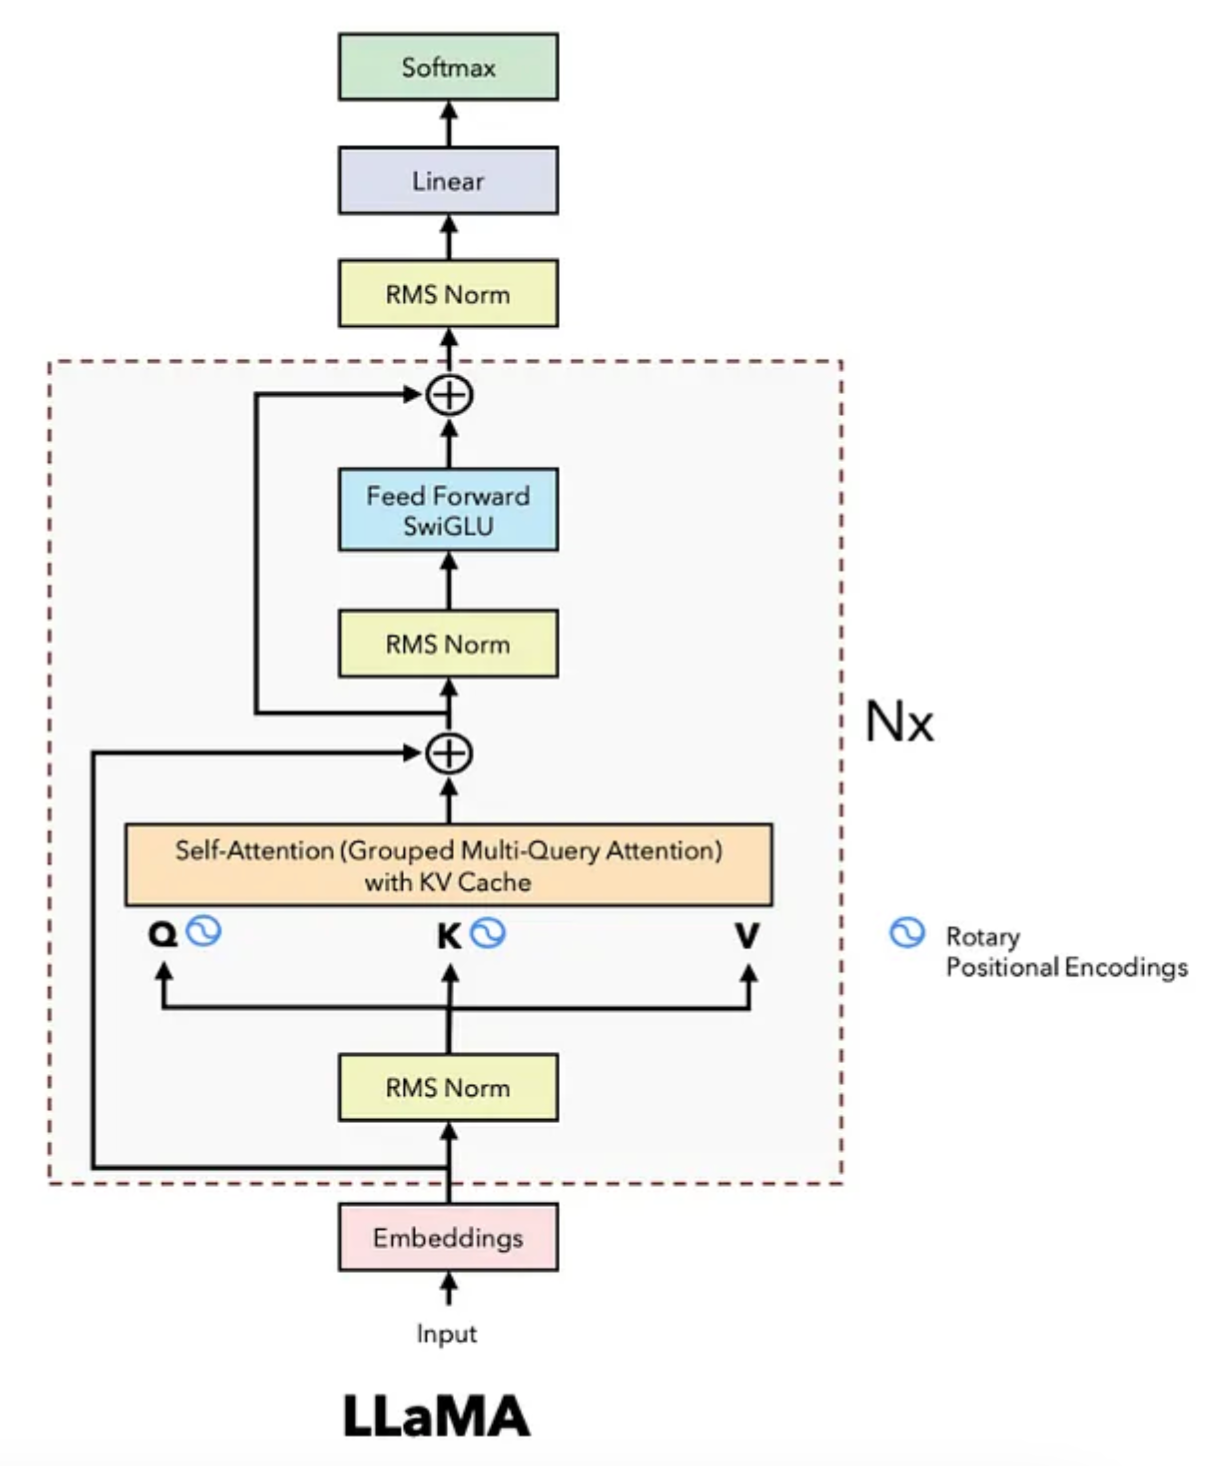 Softmax
Linear
RMS Norm
Feed Forward
SwiGLU
RMS Norm
Nx
Self-Attention (Grouped Multi-Query Attention)
with KV Cache
Q K V
Rotary
Positional Encodings
RMS Norm
Embeddings
Input
LLaMA